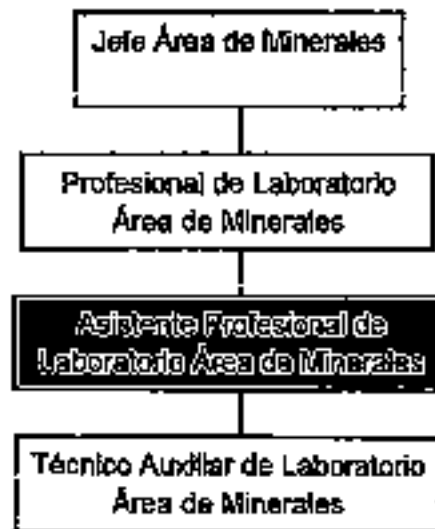 Jefe Área de Minerales
Profesional de Laboratorio
Área de Minerales
Asistente Profesional de
Laboratorio Área de Minerales
Técnico Auxiliar de Laboratorio
Área de Minerales